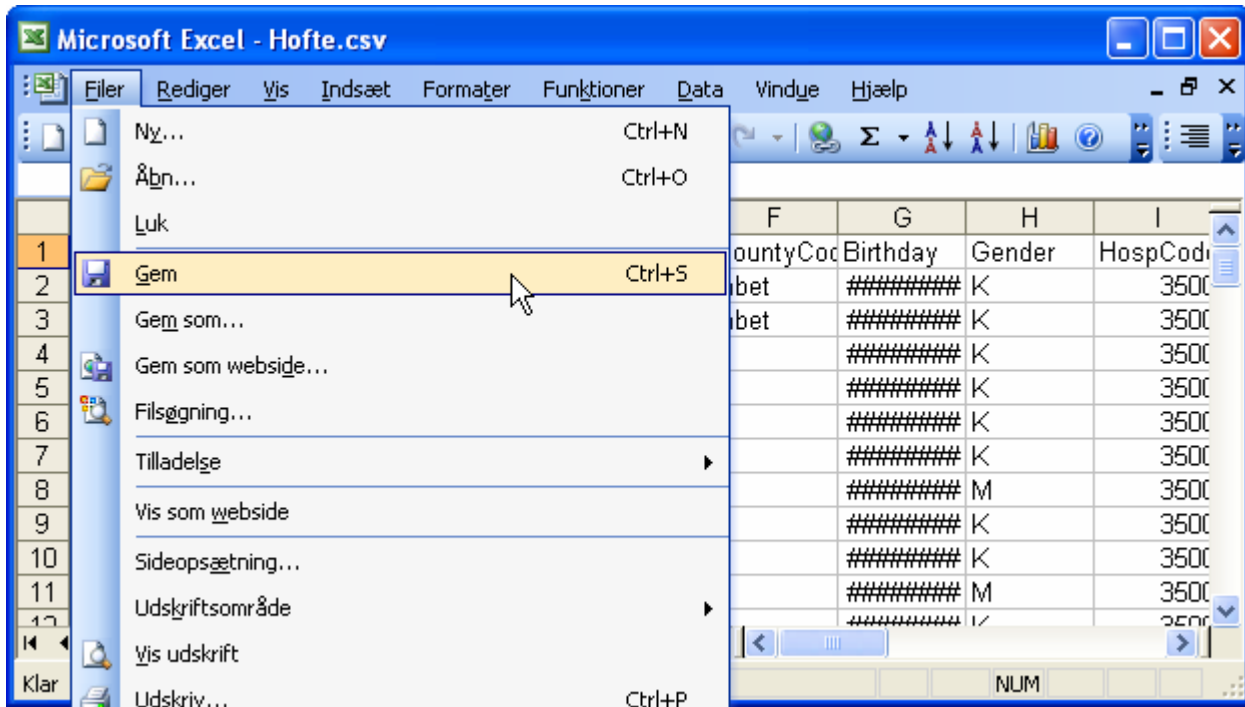 Microsoft Excel - Hofte.csv
Filer Rediger Vis Indsæt Formater Funktioner Data Vindue Hjælp
Ny... Ctrl+N
Åbn... Ctrl+O
Luk
Gem Ctrl+S
Gem som...
Gem som webside...
Filsøgning...
Tilladelse
Vis som webside
Sideopsætning...
Udskriftsområde
Vis udskrift
Udskriv... Ctrl+P
F G H I
1 ountyCod Birthday Gender HospCode
2 bet ######### K 3500
3 bet ######### K 3500
4 ######### K 3500
5 ######### K 3500
6 ######### K 3500
7 ######### K 3500
8 ######### M 3500
9 ######### K 3500
10 ######### K 3500
11 ######### M 3500
12 ######### K 3500
Klar NUM